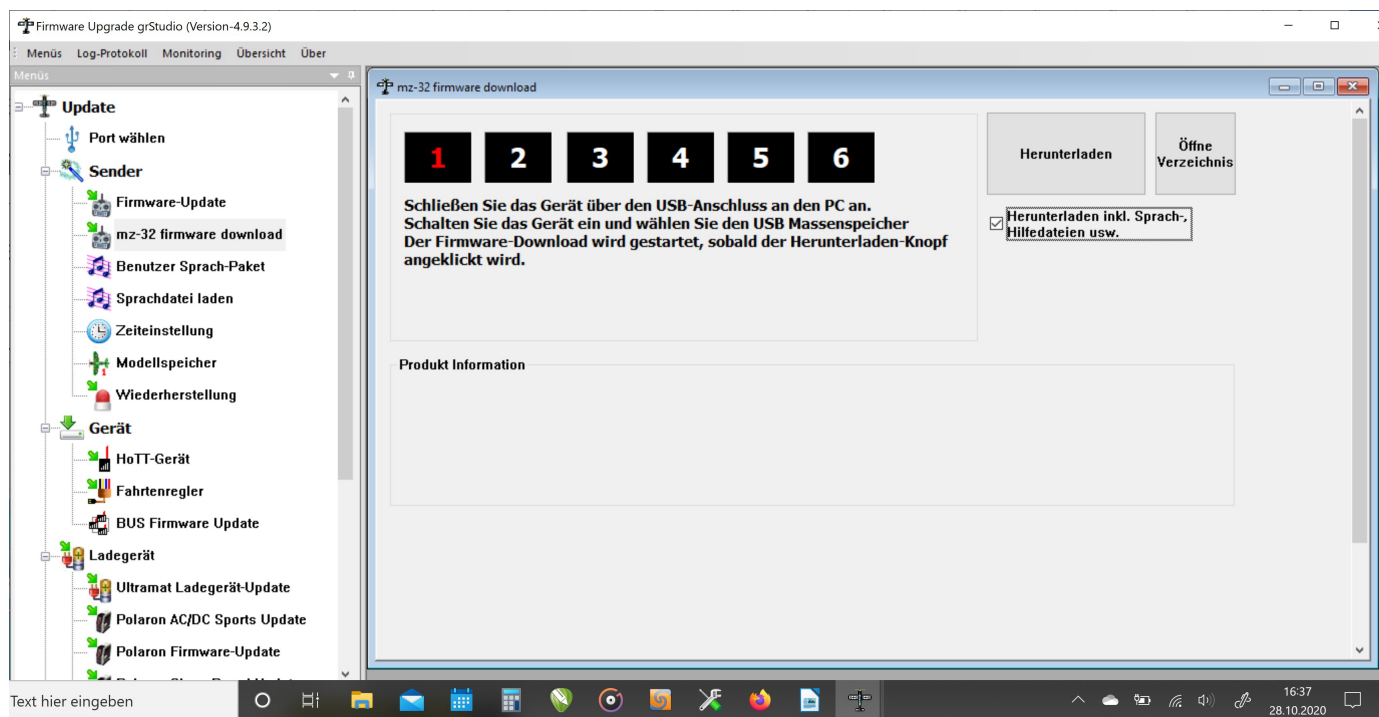 Firmware Upgrade grStudio (Version-4.9.3.2)
Menüs Log-Protokoll Monitoring Übersicht Über
Menüs
Update
Port wählen
Sender
Firmware-Update
mz-32 firmware download
Benutzer Sprach-Paket
Sprachdatei laden
Zeiteinstellung
Modellspeicher
Wiederherstellung
Gerät
HoTT-Gerät
Fahrtenregler
BUS Firmware Update
Ladegerät
Ultramat Ladegerät-Update
Polaron AC/DC Sports Update
Polaron Firmware-Update
mz-32 firmware download
1 2 3 4 5 6
Schließen Sie das Gerät über den USB-Anschluss an den PC an.
Schalten Sie das Gerät ein und wählen Sie den USB Massenspeicher
Der Firmware-Download wird gestartet, sobald der Herunterladen-Knopf
angeklickt wird.
Herunterladen
Öffne
Verzeichnis
Herunterladen inkl. Sprach-,
Hilfedateien usw.
Produkt Information
Text hier eingeben
16:37
28.10.2020